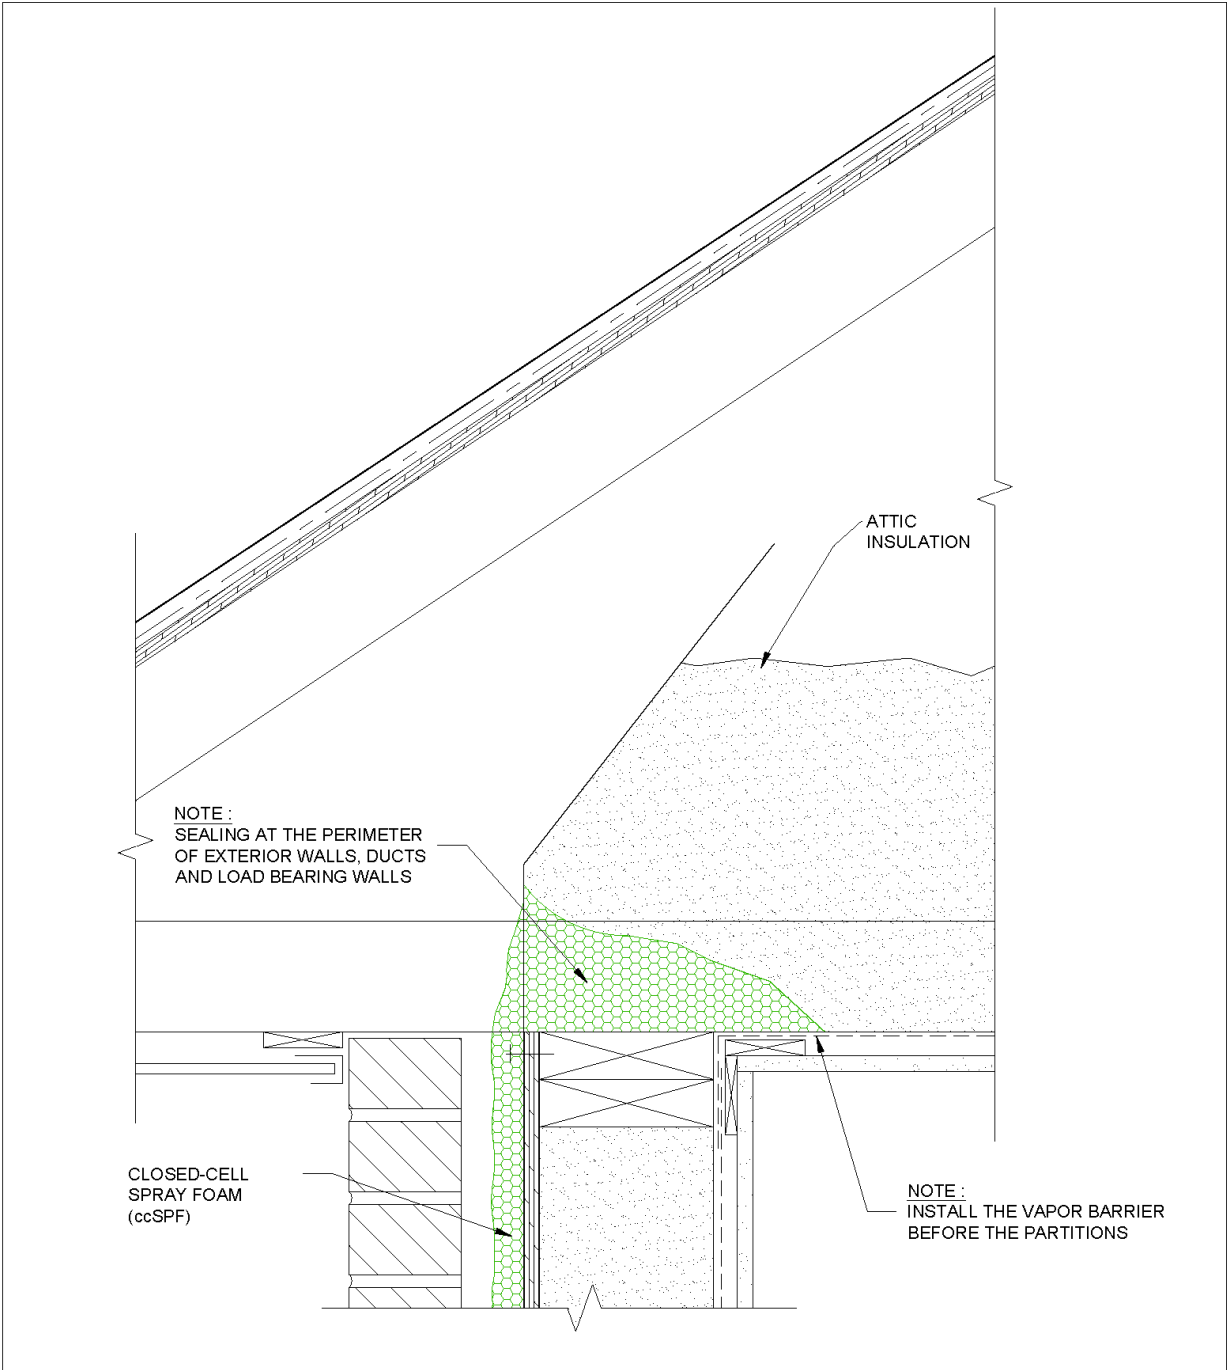 ATTIC
INSULATION
NOTE :
SEALING AT THE PERIMETER
OF EXTERIOR WALLS, DUCTS
AND LOAD BEARING WALLS
CLOSED-CELL
SPRAY FOAM
(ccSPF)
NOTE :
INSTALL THE VAPOR BARRIER
BEFORE THE PARTITIONS